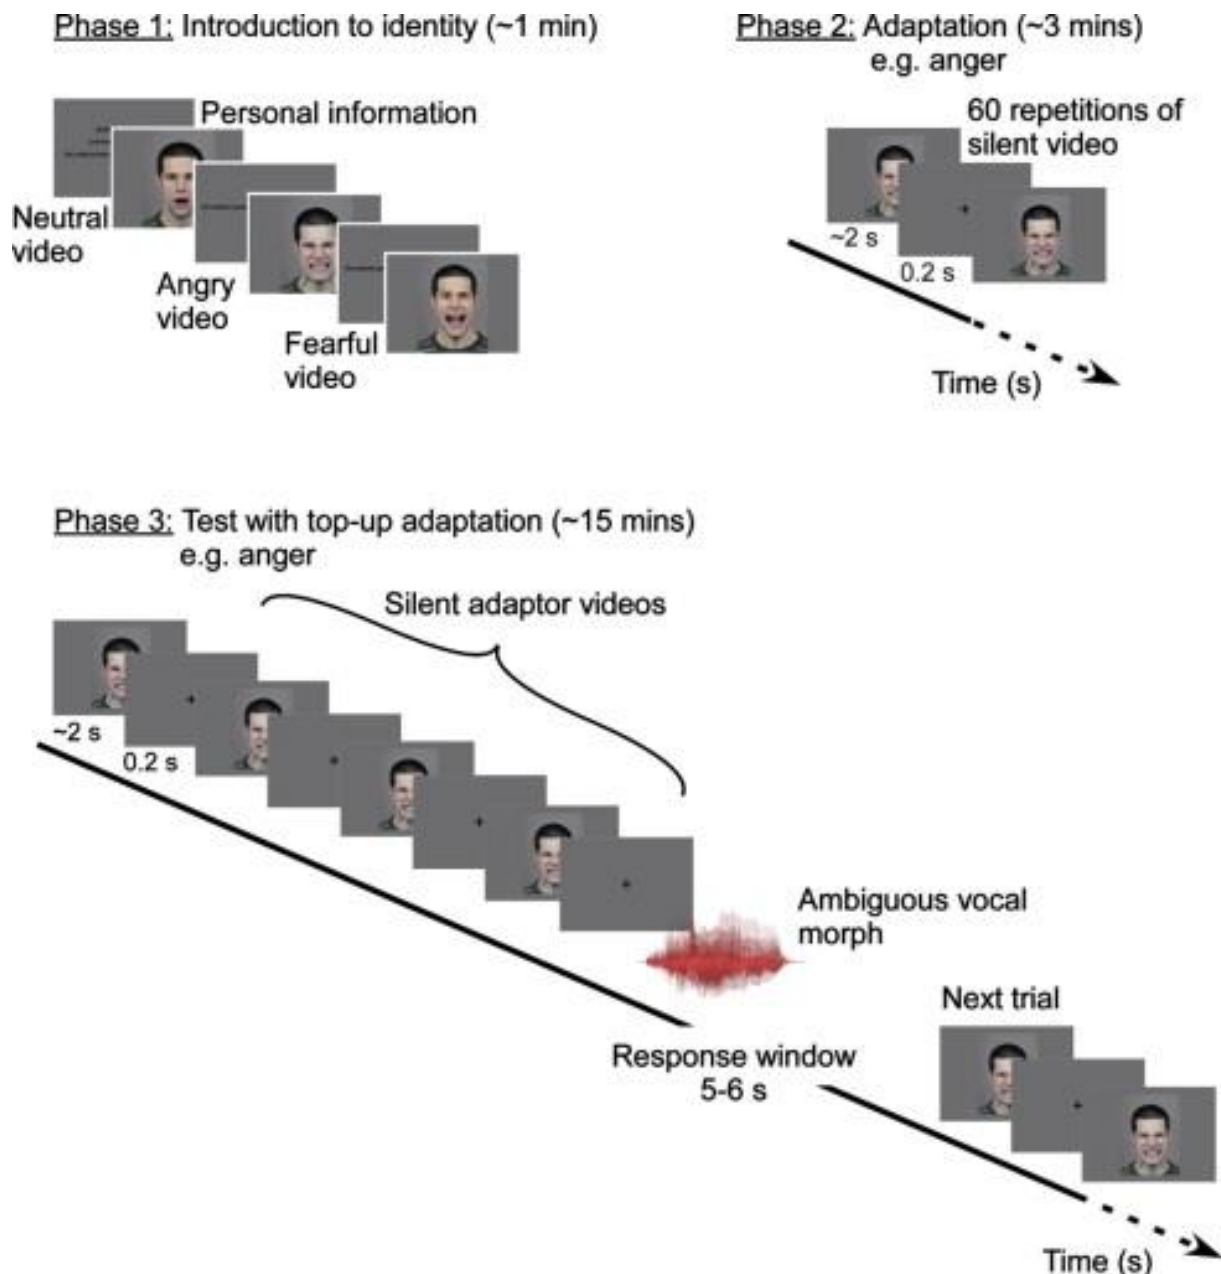 Phase 1: Introduction to identity (~1 min)
Personal information
Neutral
video
Angry
video
Fearful
video
Phase 2: Adaptation (~3 mins)
e.g. anger
60 repetitions of
silent video
~2 s
0.2 s
Time (s)
Phase 3: Test with top-up adaptation (~15 mins)
e.g. anger
Silent adaptor videos
~2 s
0.2 s
Ambiguous vocal
morph
Response window
5-6 s
Next trial
Time (s)